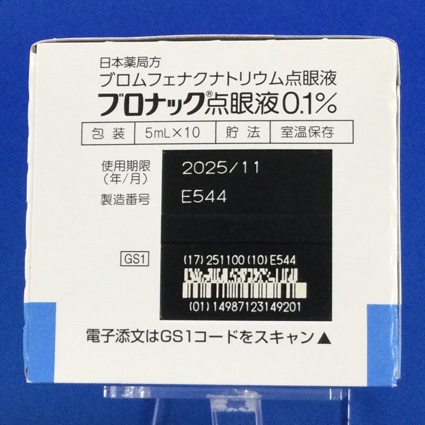 日本薬局方
ブロムフェナクナトリウム点眼液
ブロナック®点眼液0.1%
包装 5mL×10 貯法 室温保存
使用期限 2025/11
(年/月)
製造番号 E544
GS1 (17)251100(10)E544
(01)14987123149201
電子添文はGS1コードをスキャン▲